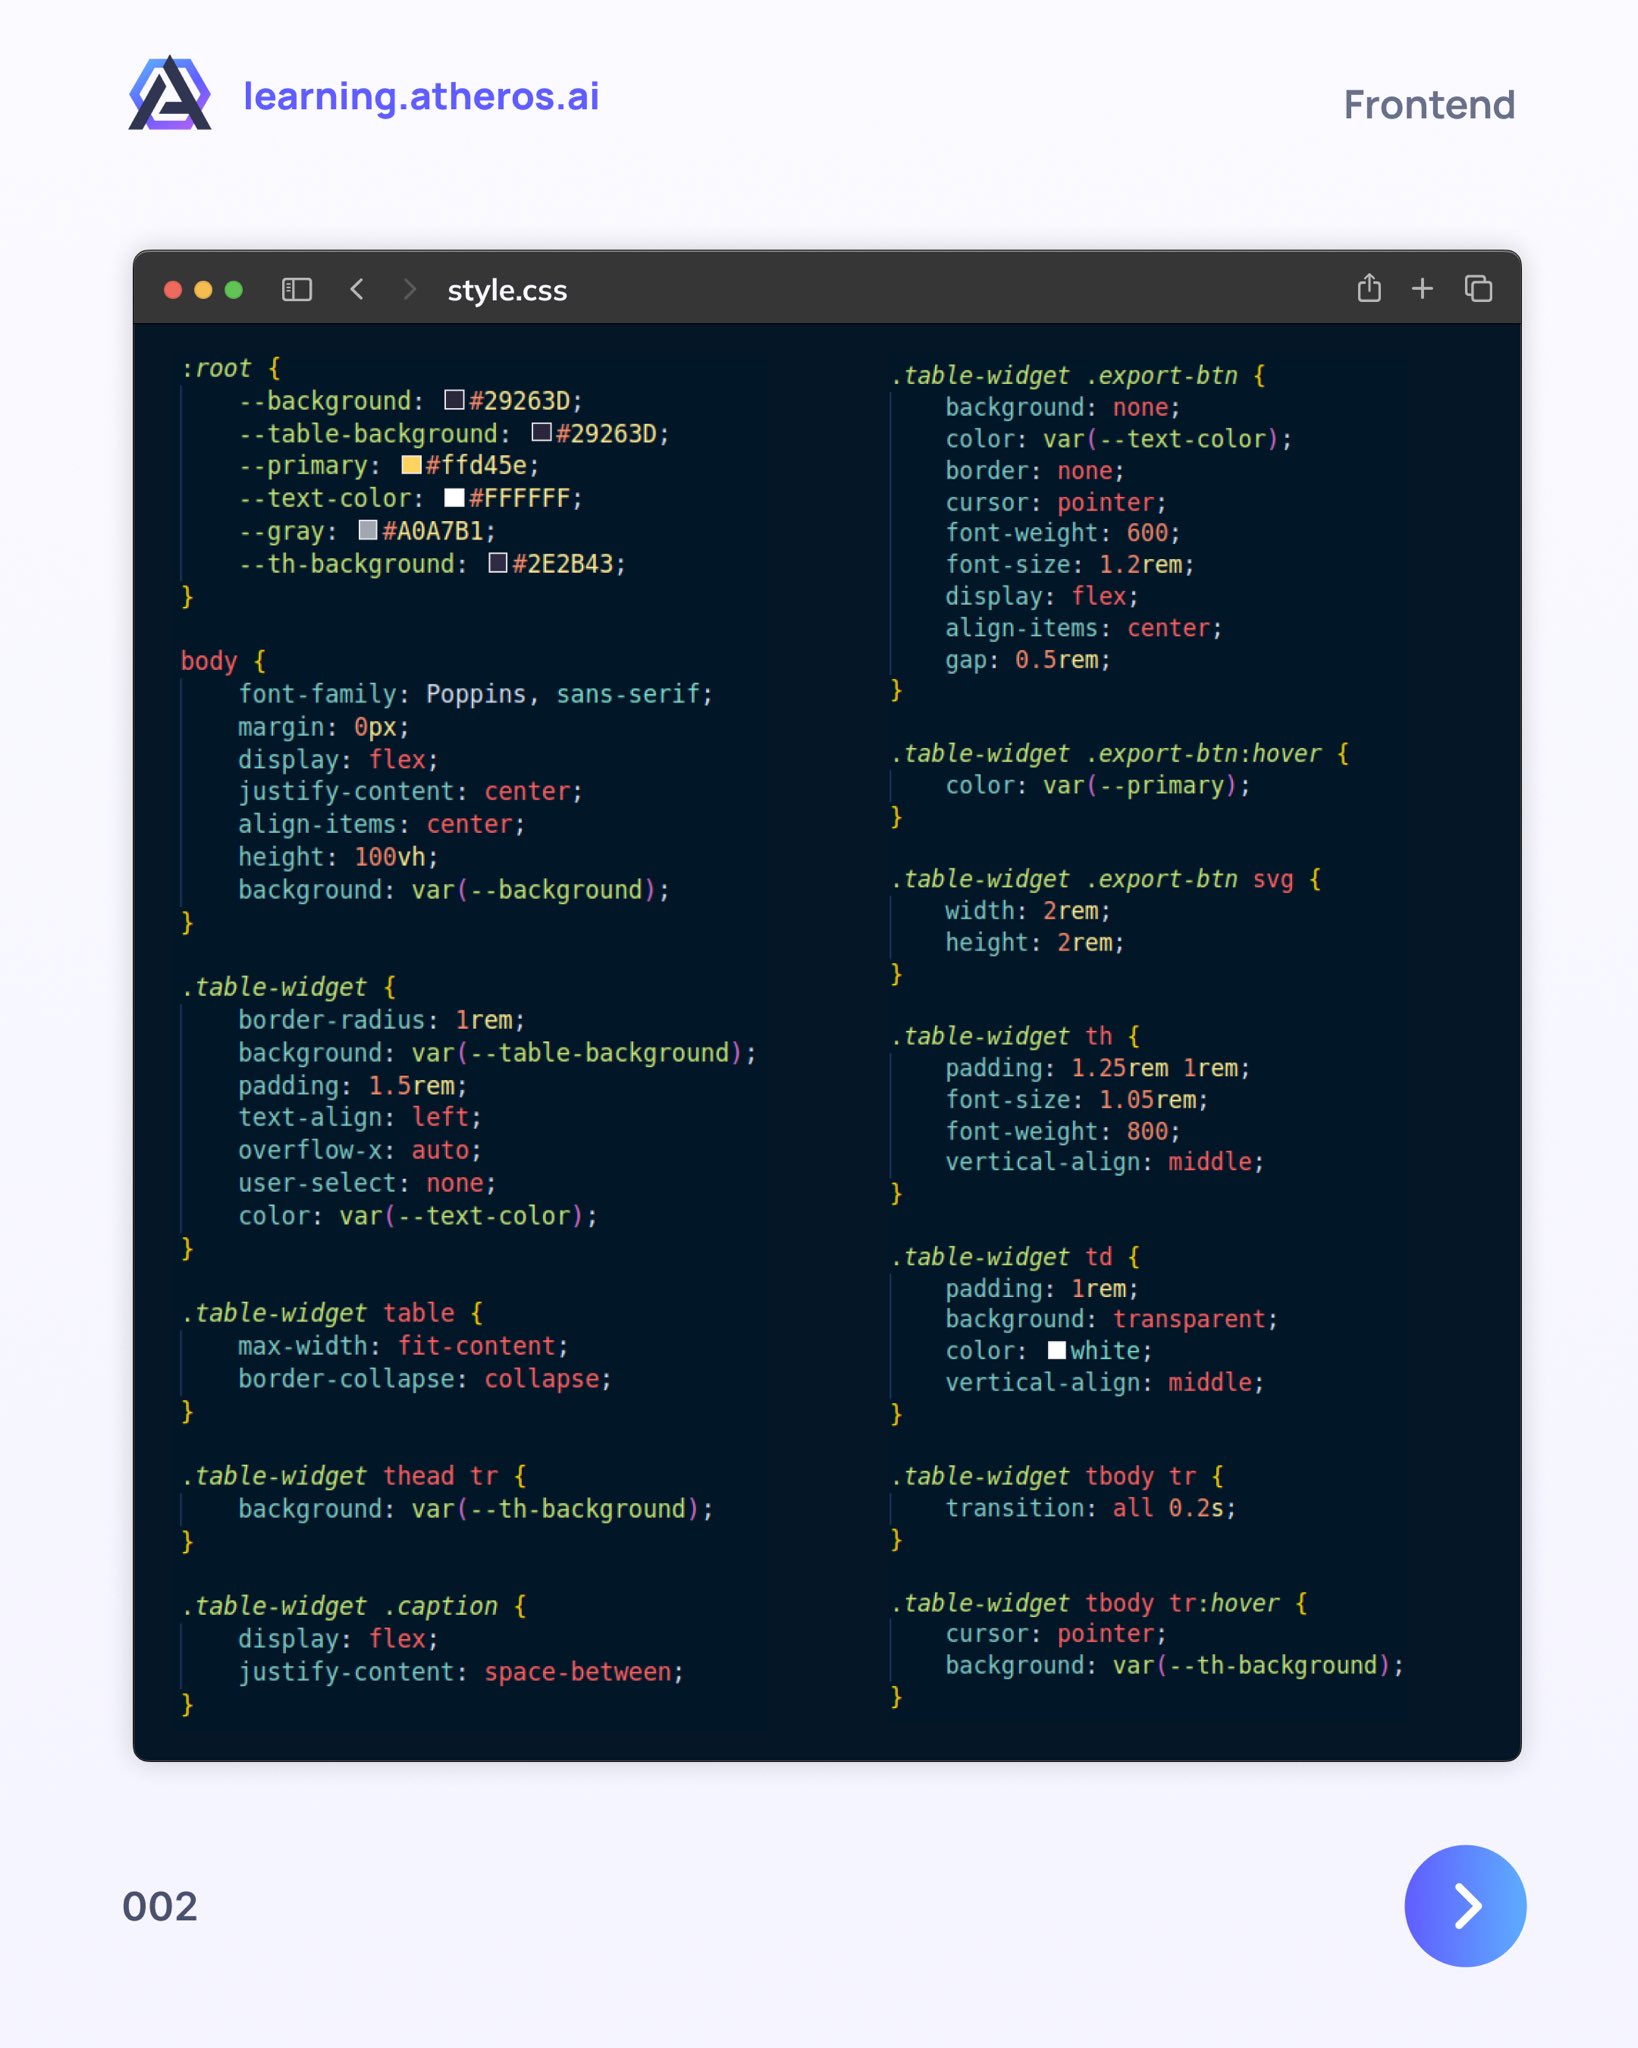 learning.atheros.ai
Frontend
style.css
:root {
    --background: #29263D;
    --table-background: #29263D;
    --primary: #ffd45e;
    --text-color: #FFFFFF;
    --gray: #A0A7B1;
    --th-background: #2E2B43;
}
body {
    font-family: Poppins, sans-serif;
    margin: 0px;
    display: flex;
    justify-content: center;
    align-items: center;
    height: 100vh;
    background: var(--background);
}
.table-widget {
    border-radius: 1rem;
    background: var(--table-background);
    padding: 1.5rem;
    text-align: left;
    overflow-x: auto;
    user-select: none;
    color: var(--text-color);
}
.table-widget table {
    max-width: fit-content;
    border-collapse: collapse;
}
.table-widget thead tr {
    background: var(--th-background);
}
.table-widget .caption {
    display: flex;
    justify-content: space-between;
}
.table-widget .export-btn {
    background: none;
    color: var(--text-color);
    border: none;
    cursor: pointer;
    font-weight: 600;
    font-size: 1.2rem;
    display: flex;
    align-items: center;
    gap: 0.5rem;
}
.table-widget .export-btn:hover {
    color: var(--primary);
}
.table-widget .export-btn svg {
    width: 2rem;
    height: 2rem;
}
.table-widget th {
    padding: 1.25rem 1rem;
    font-size: 1.05rem;
    font-weight: 800;
    vertical-align: middle;
}
.table-widget td {
    padding: 1rem;
    background: transparent;
    color: white;
    vertical-align: middle;
}
.table-widget tbody tr {
    transition: all 0.2s;
}
.table-widget tbody tr:hover {
    cursor: pointer;
    background: var(--th-background);
}
002